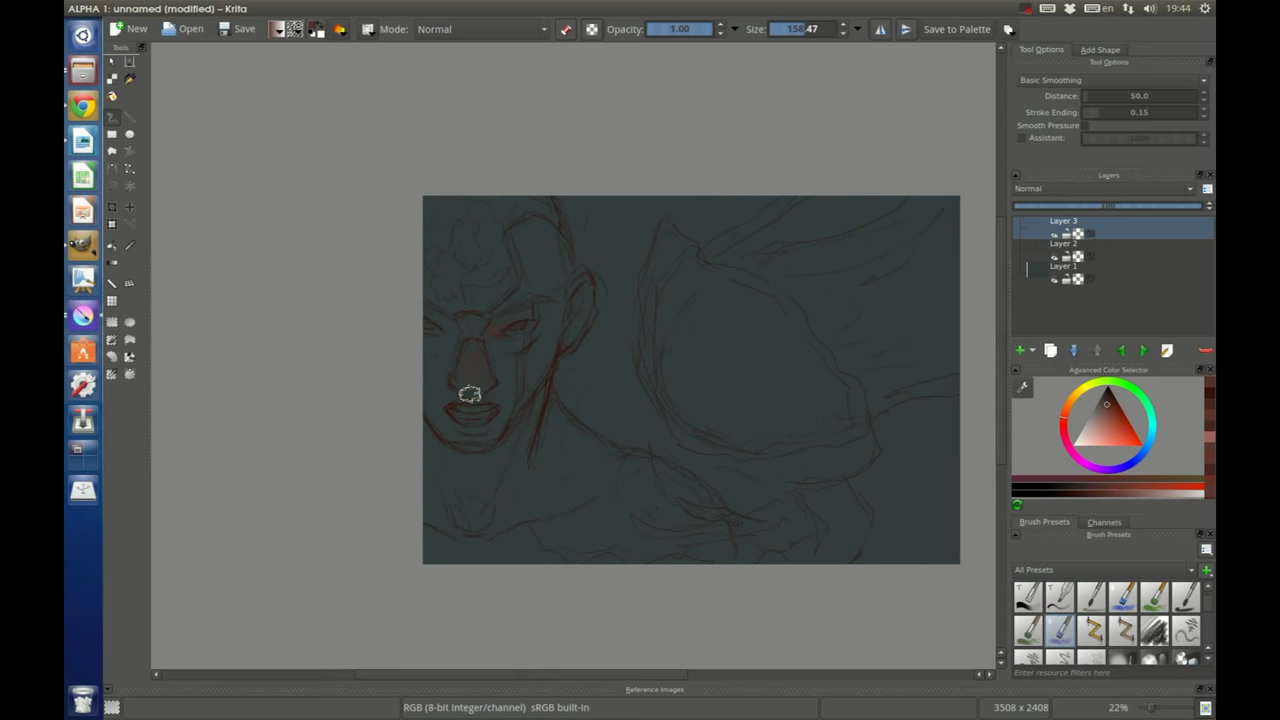 ALPHA 1: unnamed (modified) – Krita
en
19:44
New
Open
Save
Mode:
Normal
Opacity:
1.00
Size:
158.47
Save to Palette
Tools
Tool Options
Add Shape
Tool Options
Basic Smoothing
Distance:
50.0
Stroke Ending:
0.15
Smooth Pressure
Assistant:
Layers
Normal
100
Layer 3
Layer 2
Layer 1
Advanced Color Selector
Brush Presets
Channels
Brush Presets
All Presets
Enter resource filters here
Reference Images
RGB (8-bit integer/channel) sRGB built-in
3508 x 2408
22%